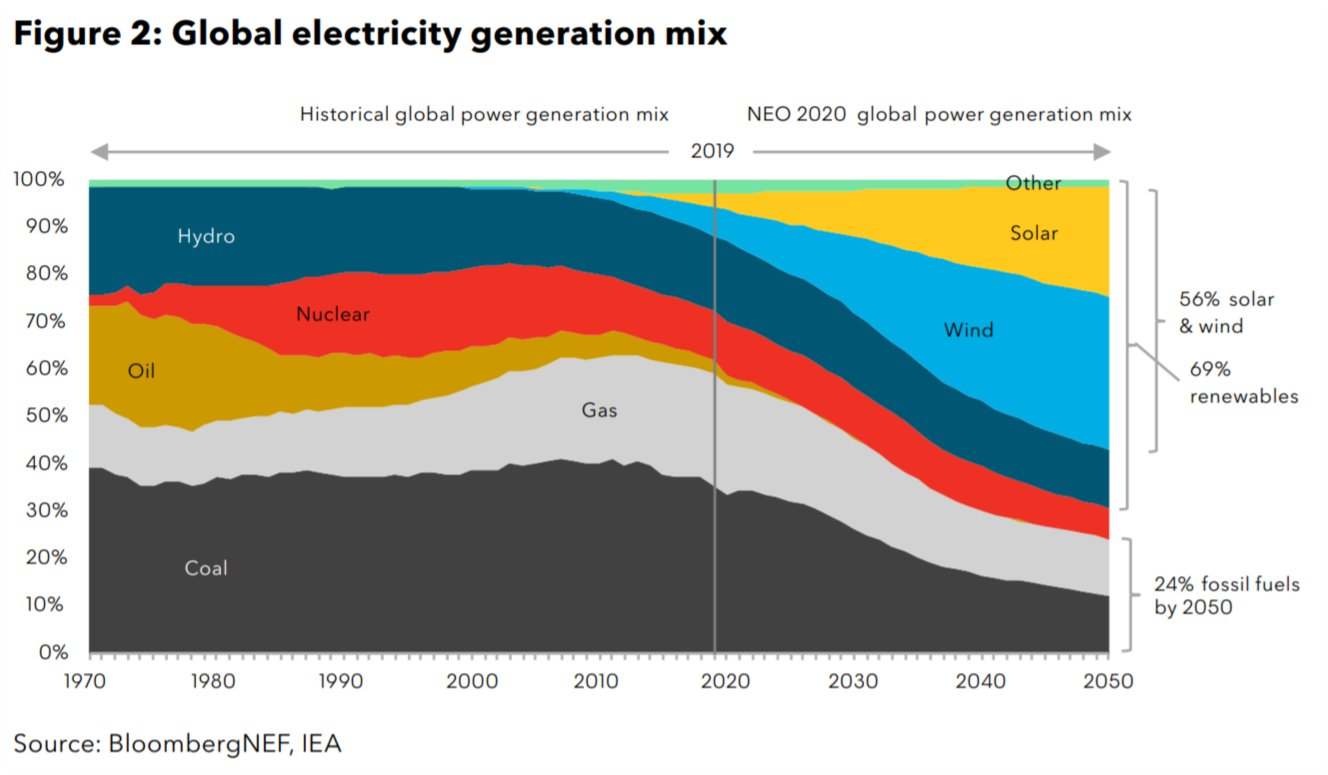 Figure 2: Global electricity generation mix
Historical global power generation mix
NEO 2020 global power generation mix
2019
100%
90%
80%
70%
60%
50%
40%
30%
20%
10%
0%
Other
Solar
Hydro
Nuclear
Wind
Oil
Gas
Coal
56% solar
& wind
69%
renewables
24% fossil fuels
by 2050
1970
1980
1990
2000
2010
2020
2030
2040
2050
Source: BloombergNEF, IEA